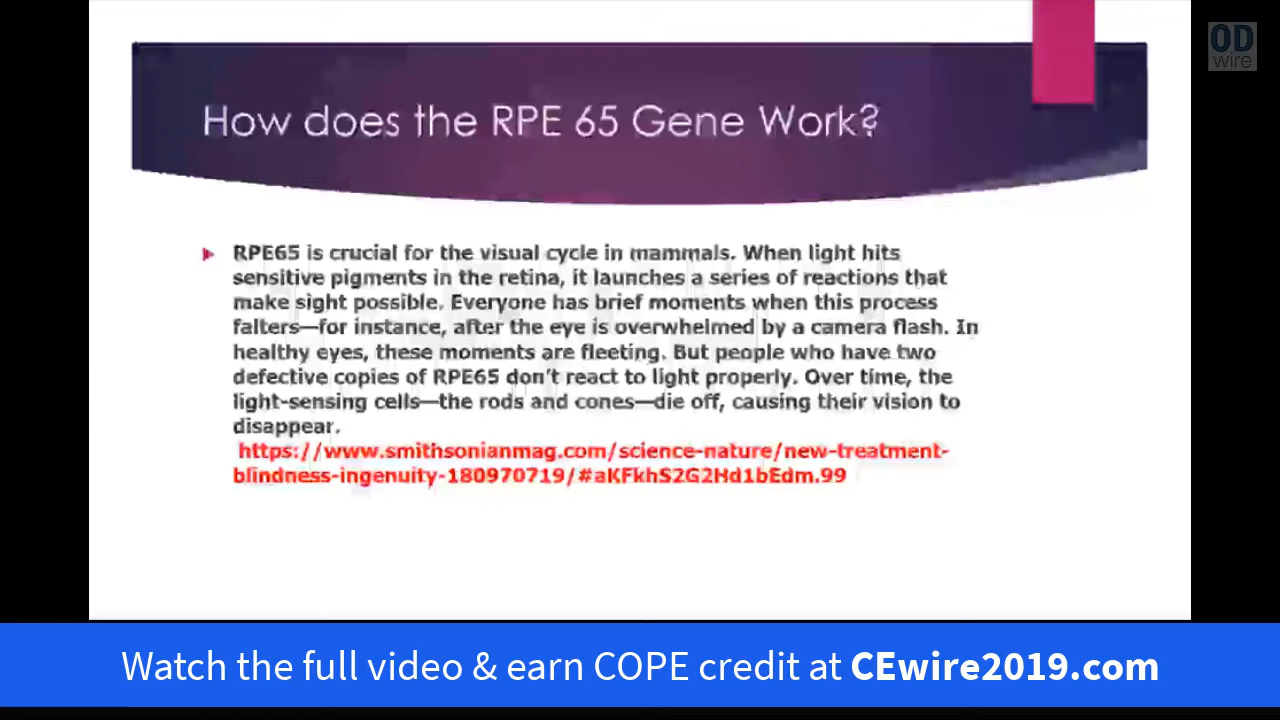 OD
wire
How does the RPE 65 Gene Work?
RPE65 is crucial for the visual cycle in mammals. When light hits
sensitive pigments in the retina, it launches a series of reactions that
make sight possible. Everyone has brief moments when this process
falters—for instance, after the eye is overwhelmed by a camera flash. In
healthy eyes, these moments are fleeting. But people who have two
defective copies of RPE65 don't react to light properly. Over time, the
light-sensing cells—the rods and cones—die off, causing their vision to
disappear.
https://www.smithsonianmag.com/science-nature/new-treatment-
blindness-ingenuity-180970719/#aKFkhS2G2Hd1bEdm.99
Watch the full video & earn COPE credit at CEwire2019.com